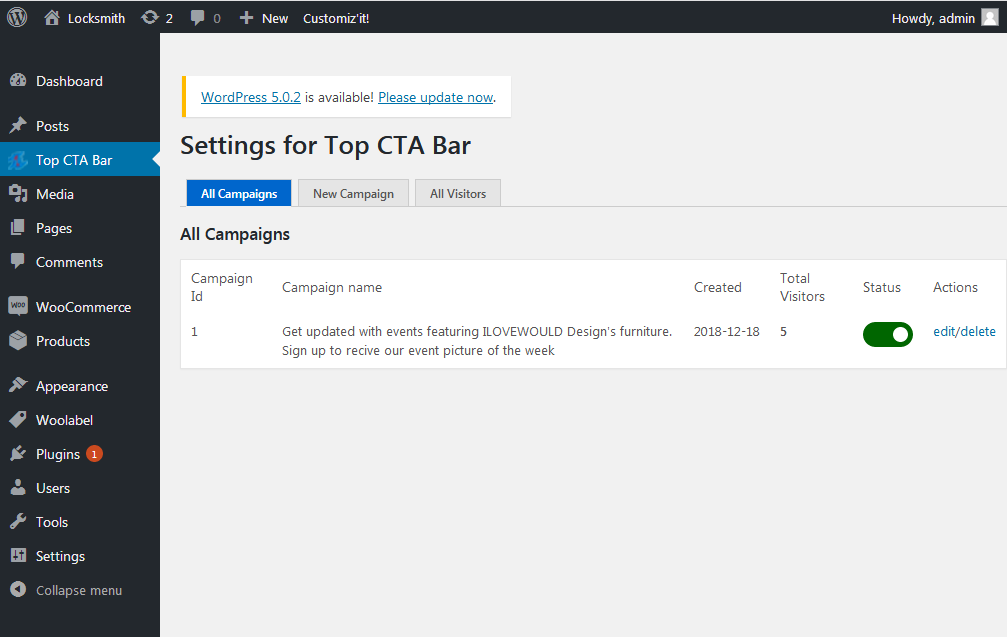 Locksmith 2 0 New Customiz'it! Howdy, admin
Dashboard
Posts
Top CTA Bar
Media
Pages
Comments
WOO WooCommerce
Products
Appearance
Woolabel
Plugins 1
Users
Tools
Settings
Collapse menu
WordPress 5.0.2 is available! Please update now.
Settings for Top CTA Bar
All Campaigns New Campaign All Visitors
All Campaigns
Campaign Id Campaign name Created Total Visitors Status Actions
1 Get updated with events featuring ILOVEWOULD Design's furniture. 2018-12-18 5 edit/delete
Sign up to recive our event picture of the week